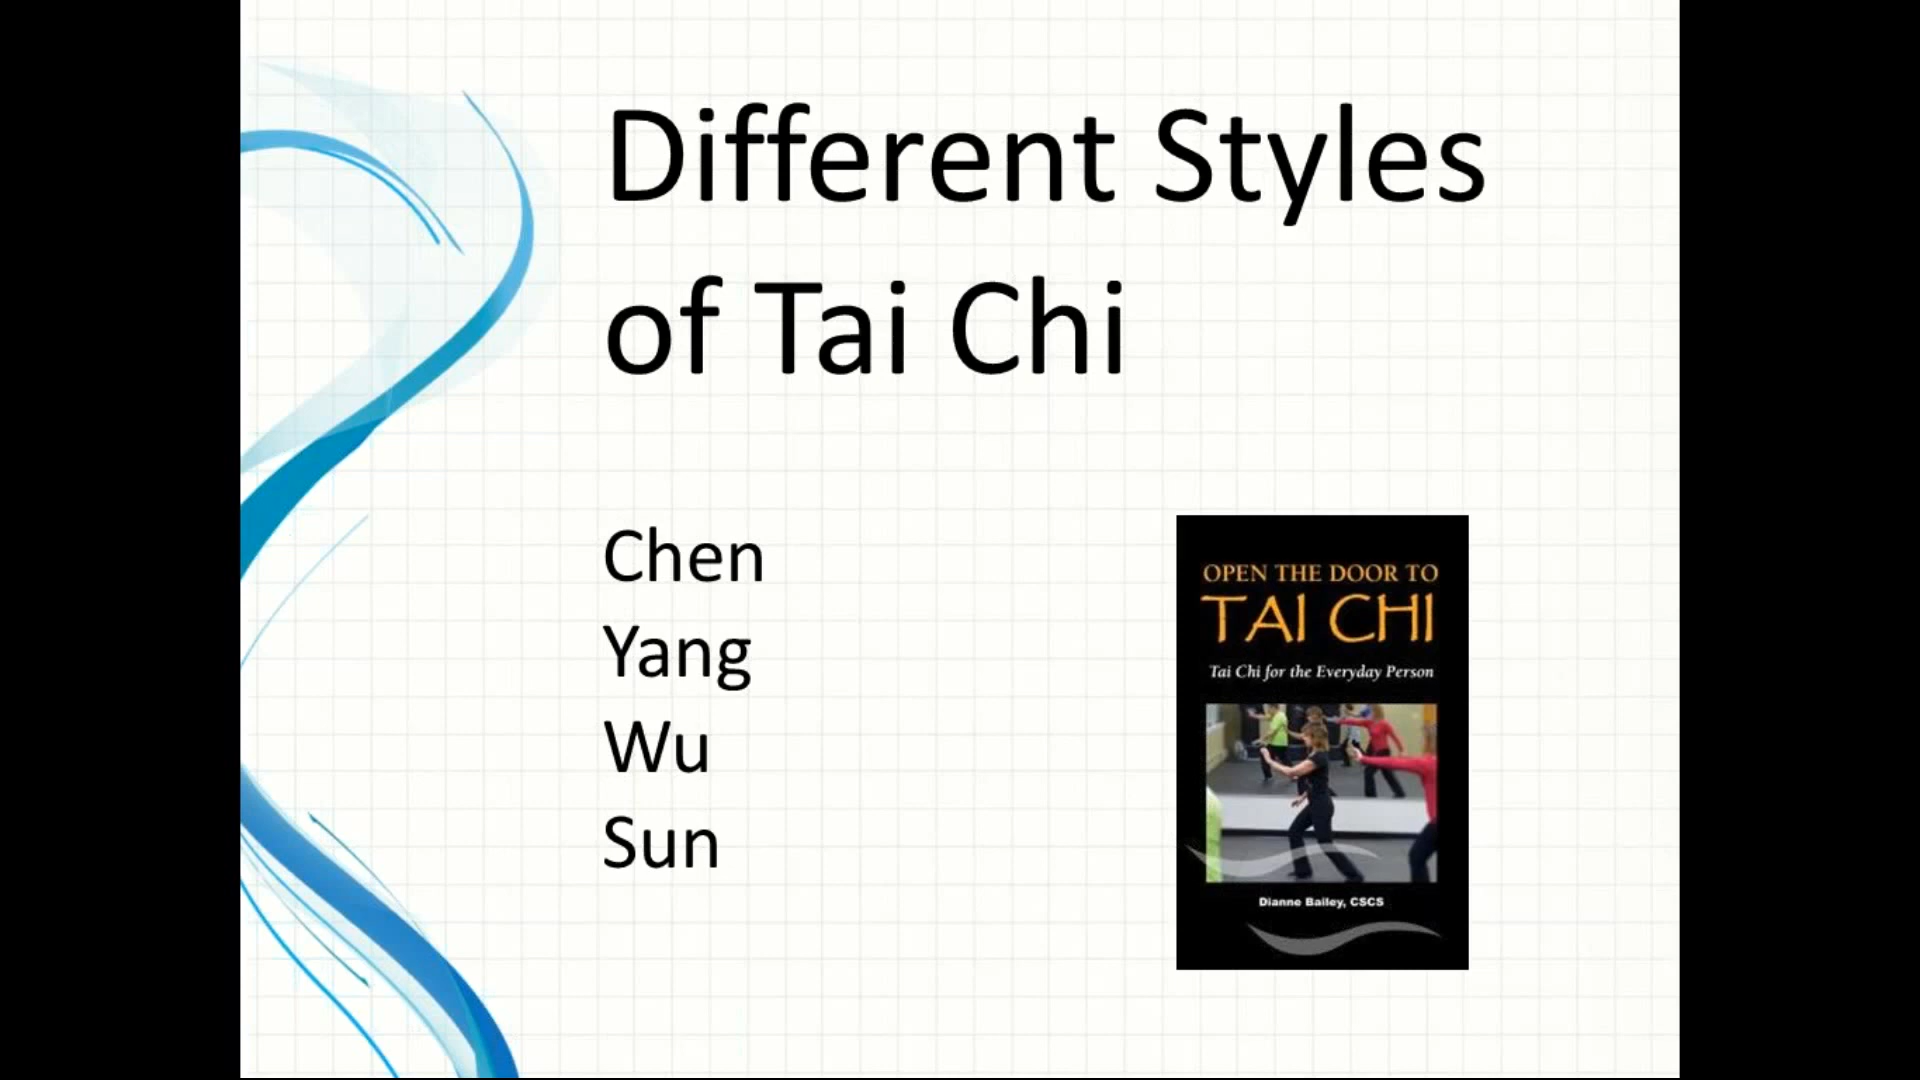 Different Styles
of Tai Chi
Chen
Yang
Wu
Sun
OPEN THE DOOR TO
TAI CHI
Tai Chi for the Everyday Person
Dianne Bailey, CSCS